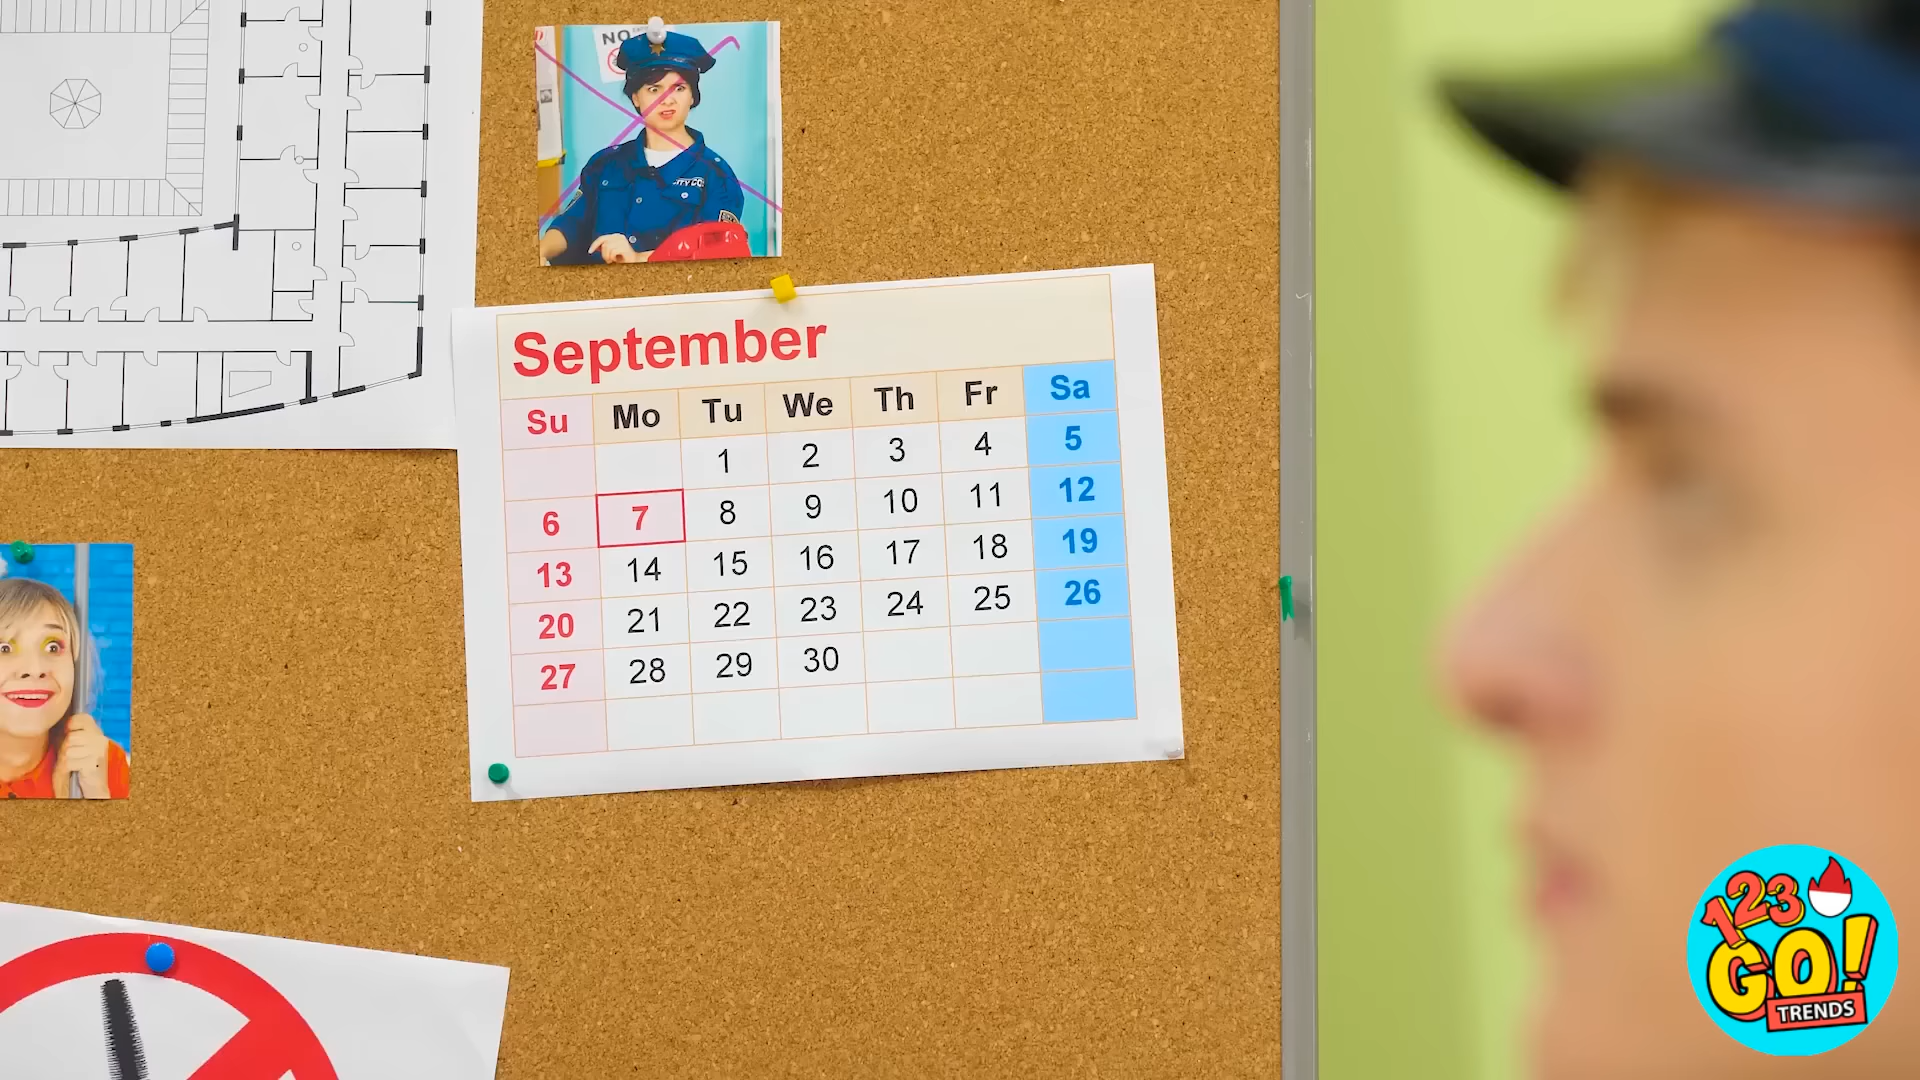 NO
CITY CO
September
Su Mo Tu We Th Fr Sa
1 2 3 4 5
6 7 8 9 10 11 12
13 14 15 16 17 18 19
20 21 22 23 24 25 26
27 28 29 30
123
GO!
TRENDS